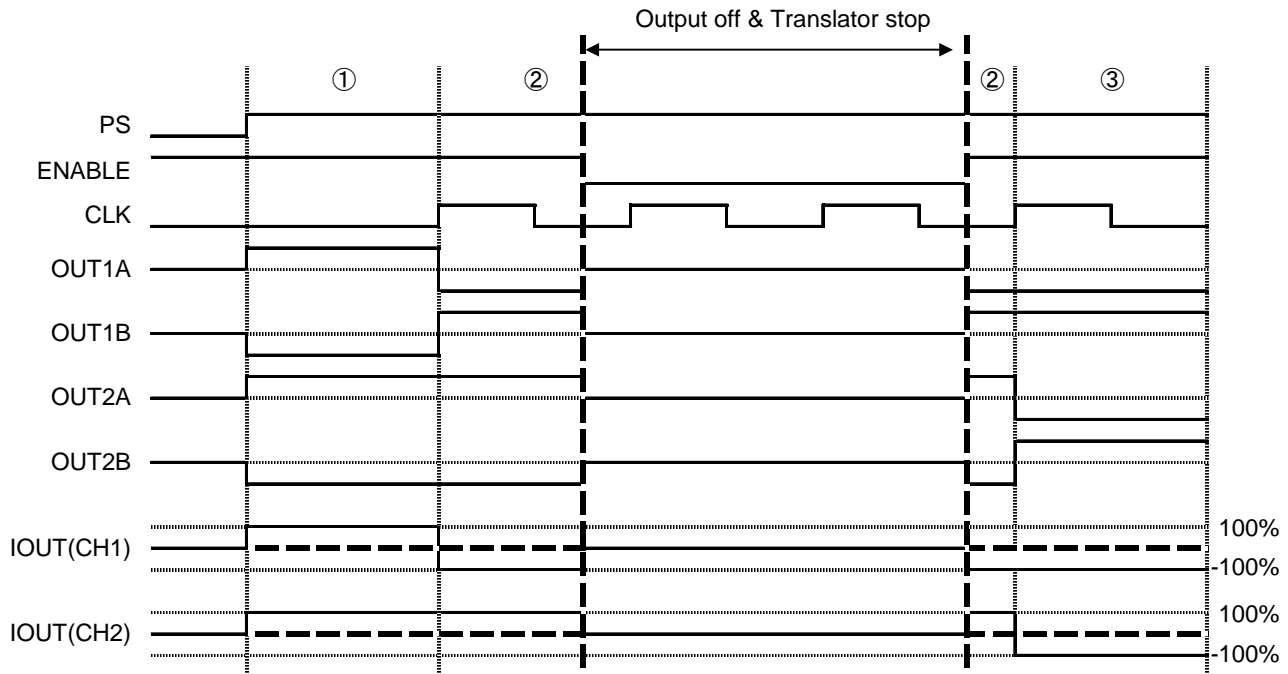 Output off & Translator stop
① ② ② ③
PS
ENABLE
CLK
OUT1A
OUT1B
OUT2A
OUT2B
IOUT(CH1) 100%
-100%
IOUT(CH2) 100%
-100%